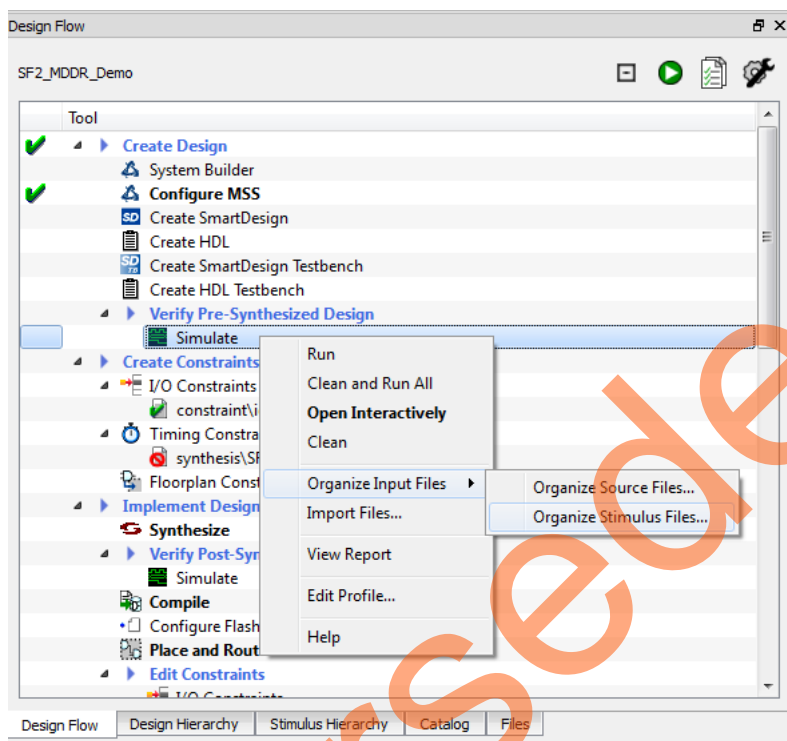 Design Flow
SF2_MDDR_Demo
Tool
Create Design
System Builder
Configure MSS
SD Create SmartDesign
Create HDL
SD TB Create SmartDesign Testbench
Create HDL Testbench
Verify Pre-Synthesized Design
Simulate
Run
Create Constraints
Clean and Run All
I/O Constraints
Open Interactively
constraint\i
Clean
Timing Constra
synthesis\SF
Organize Input Files
Organize Source Files...
Floorplan Const
Import Files...
Organize Stimulus Files...
Implement Design
Synthesize
View Report
Verify Post-Syn
Simulate
Edit Profile...
Compile
Configure Flash
Help
Place and Rout
Edit Constraints
I/O Constraints
Design Flow Design Hierarchy Stimulus Hierarchy Catalog Files